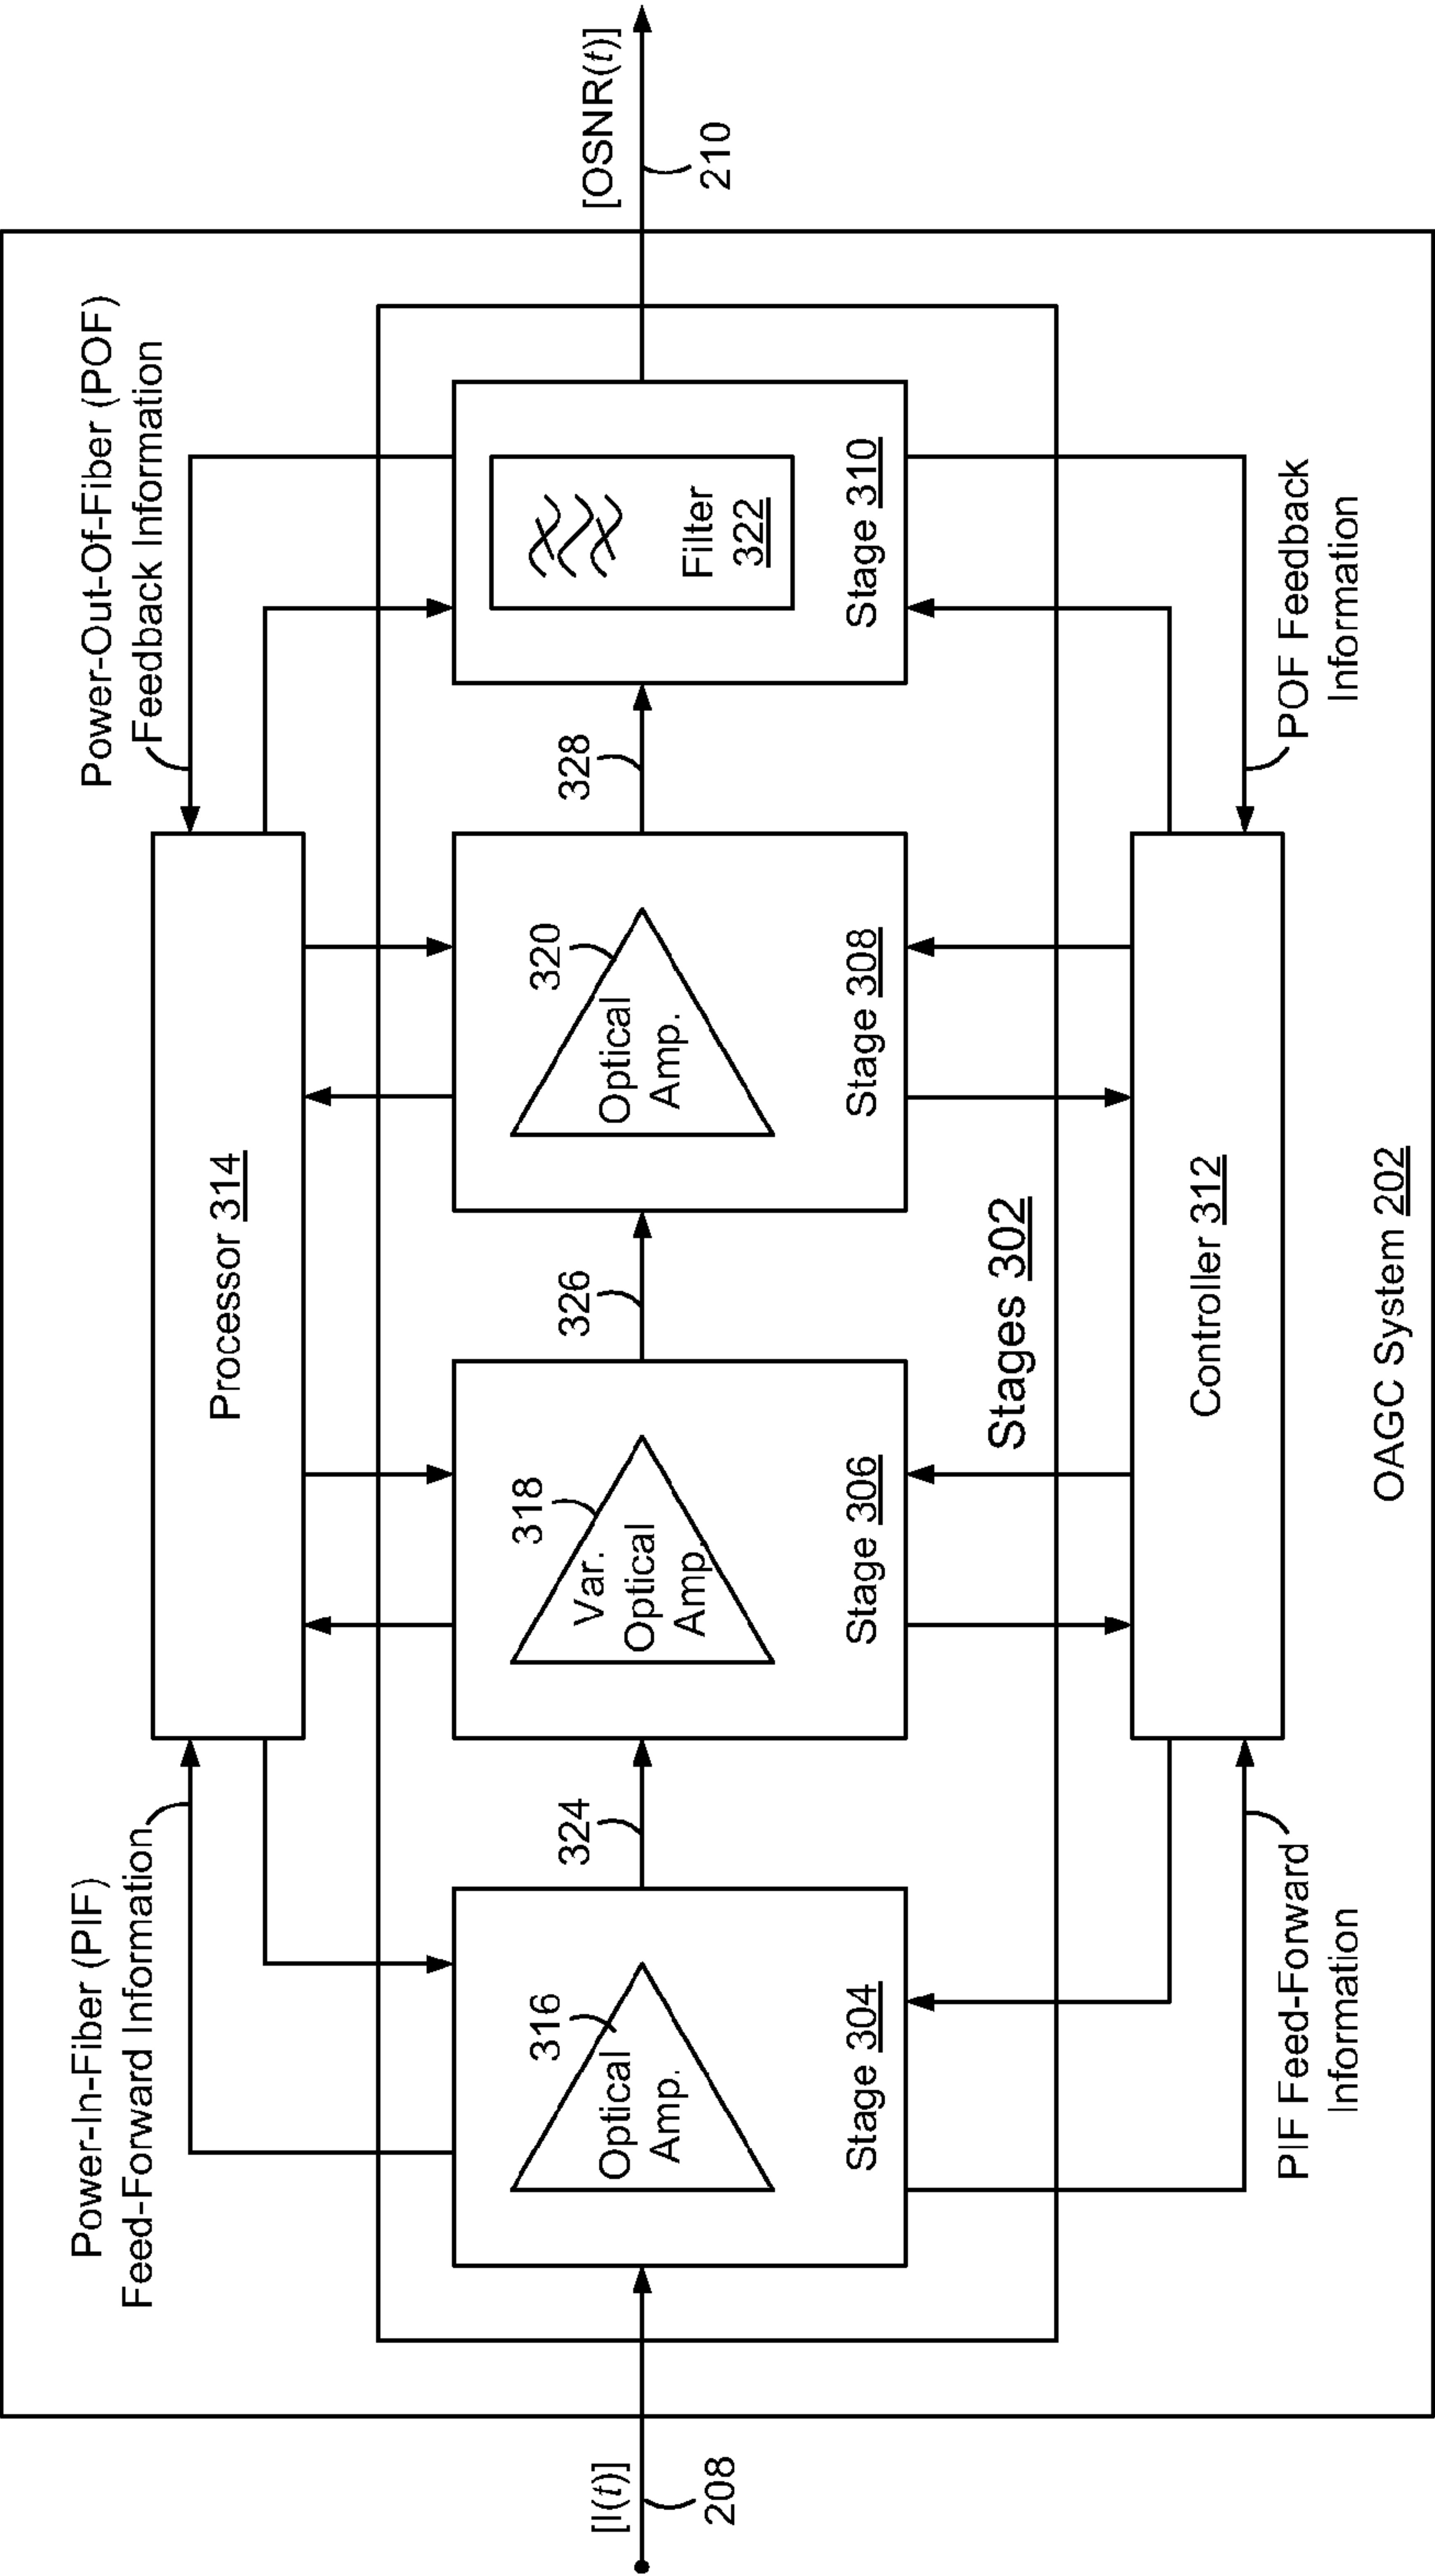 Power-In-Fiber (PIF)
Feed-Forward Information
Power-Out-Of-Fiber (POF)
Feedback Information
Processor 314
[I(t)]
208
316
Optical
Amp.
Stage 304
324
318
Var.
Optical
Amp.
Stage 306
326
320
Optical
Amp.
Stage 308
328
Filter
322
Stage 310
[OSNR(t)]
210
Stages 302
Controller 312
PIF Feed-Forward
Information
POF Feedback
Information
OAGC System 202